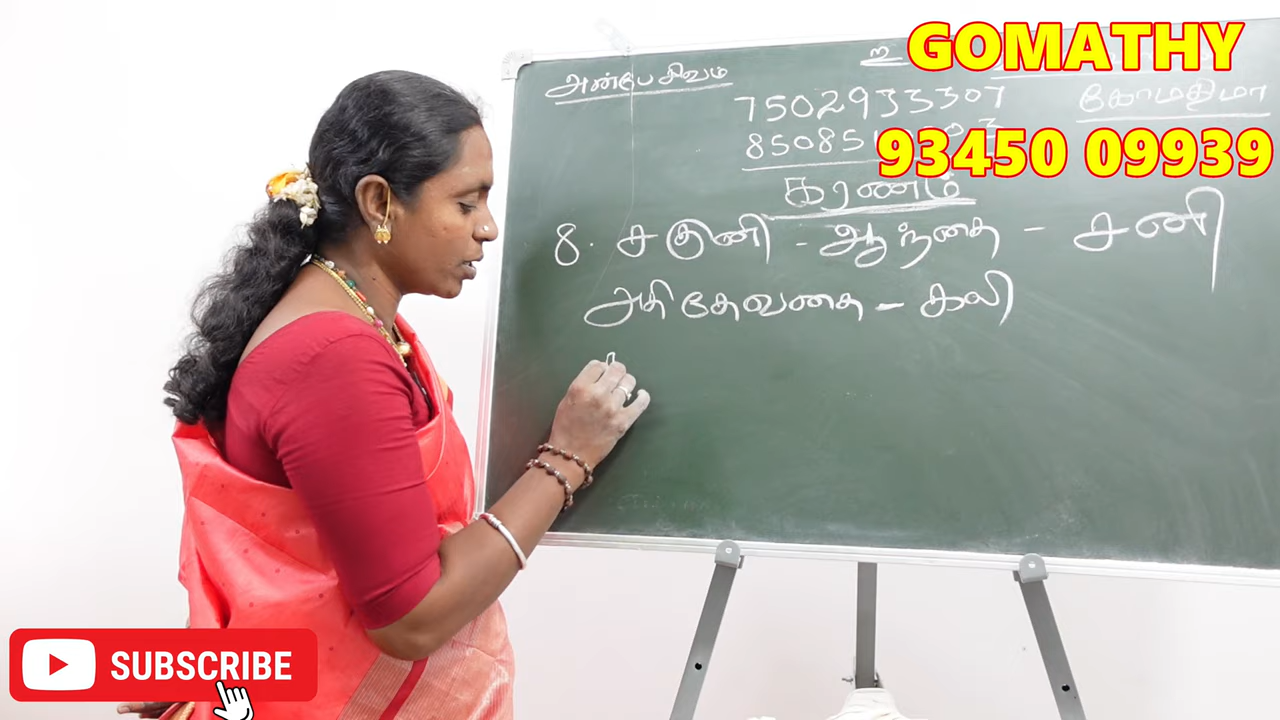 GOMATHY
அன்பே சிவம்
7502933307
கோமதிமா
93450 09939
கரணம்
8. சகுனி - ஆந்தை - சனி
அதி தேவதை - கலி
SUBSCRIBE